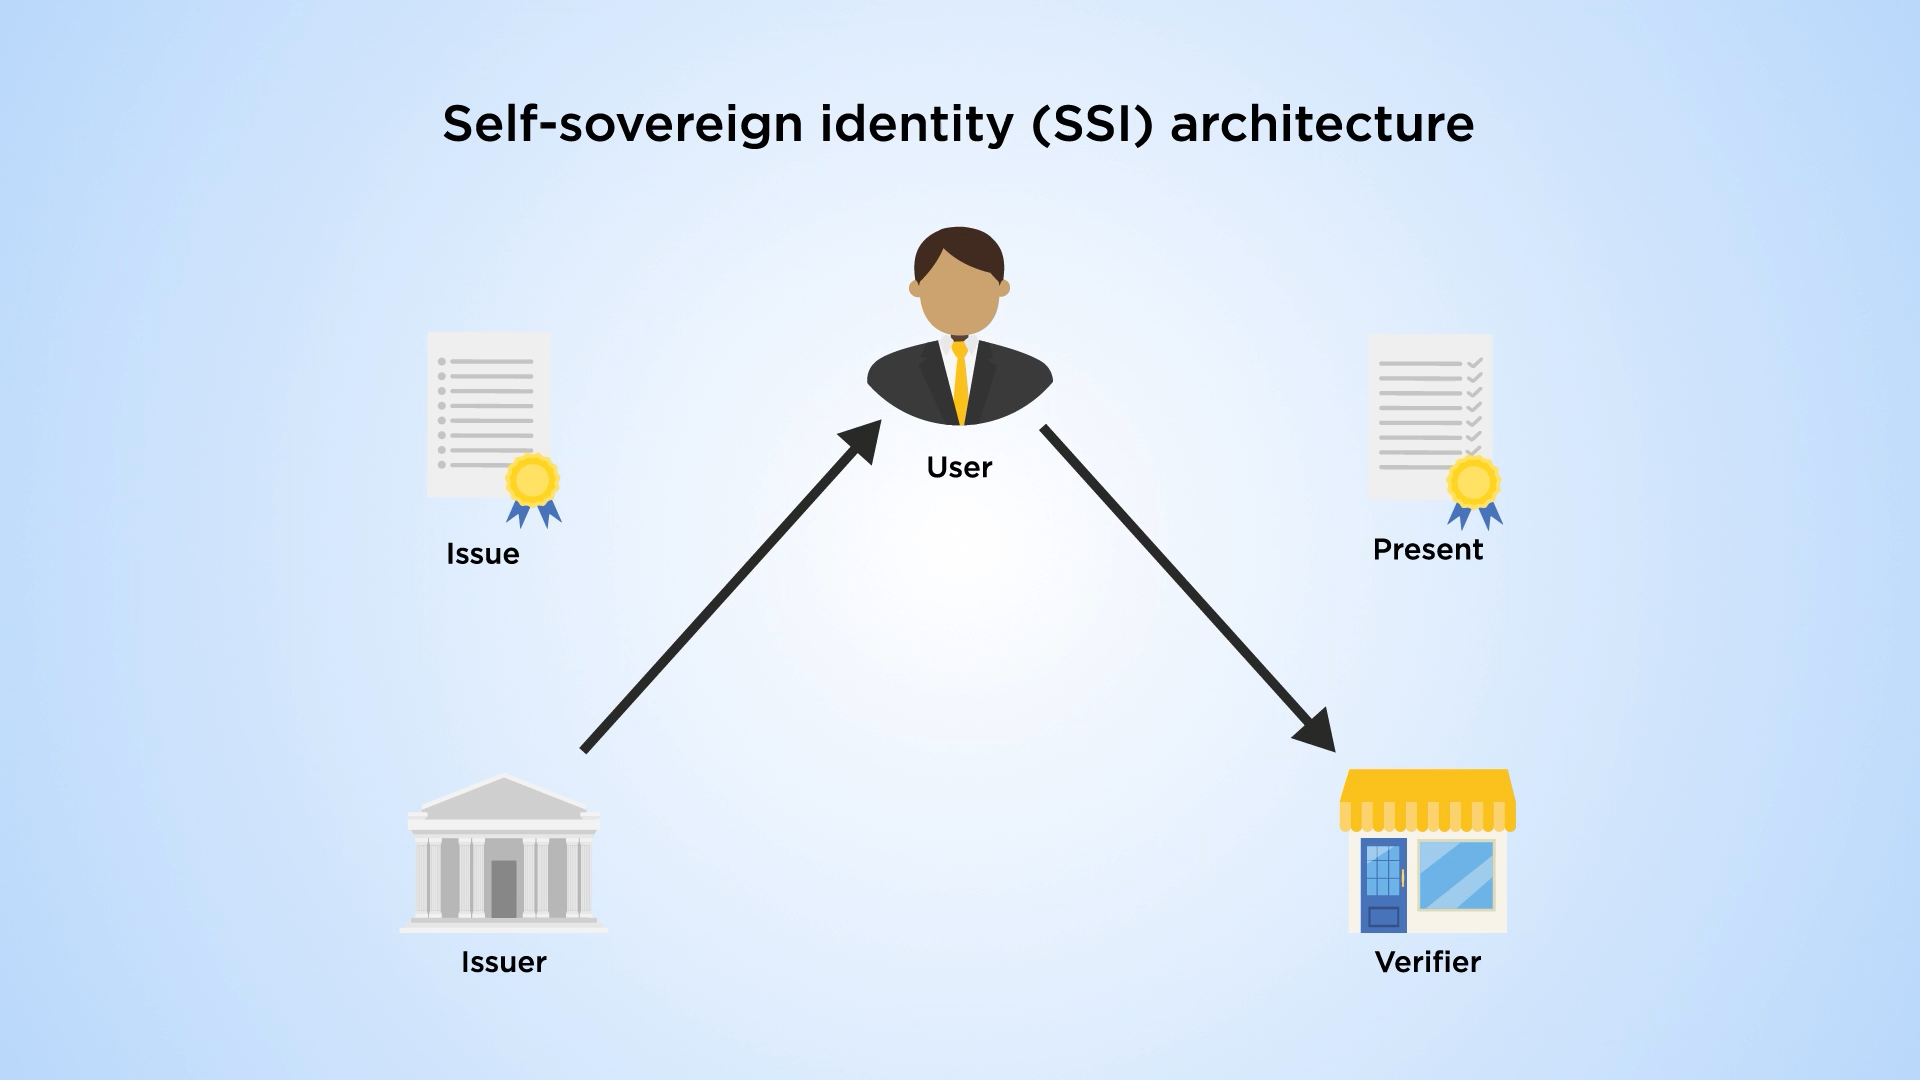 Self-sovereign identity (SSI) architecture
User
Issue
Present
Issuer
Verifier